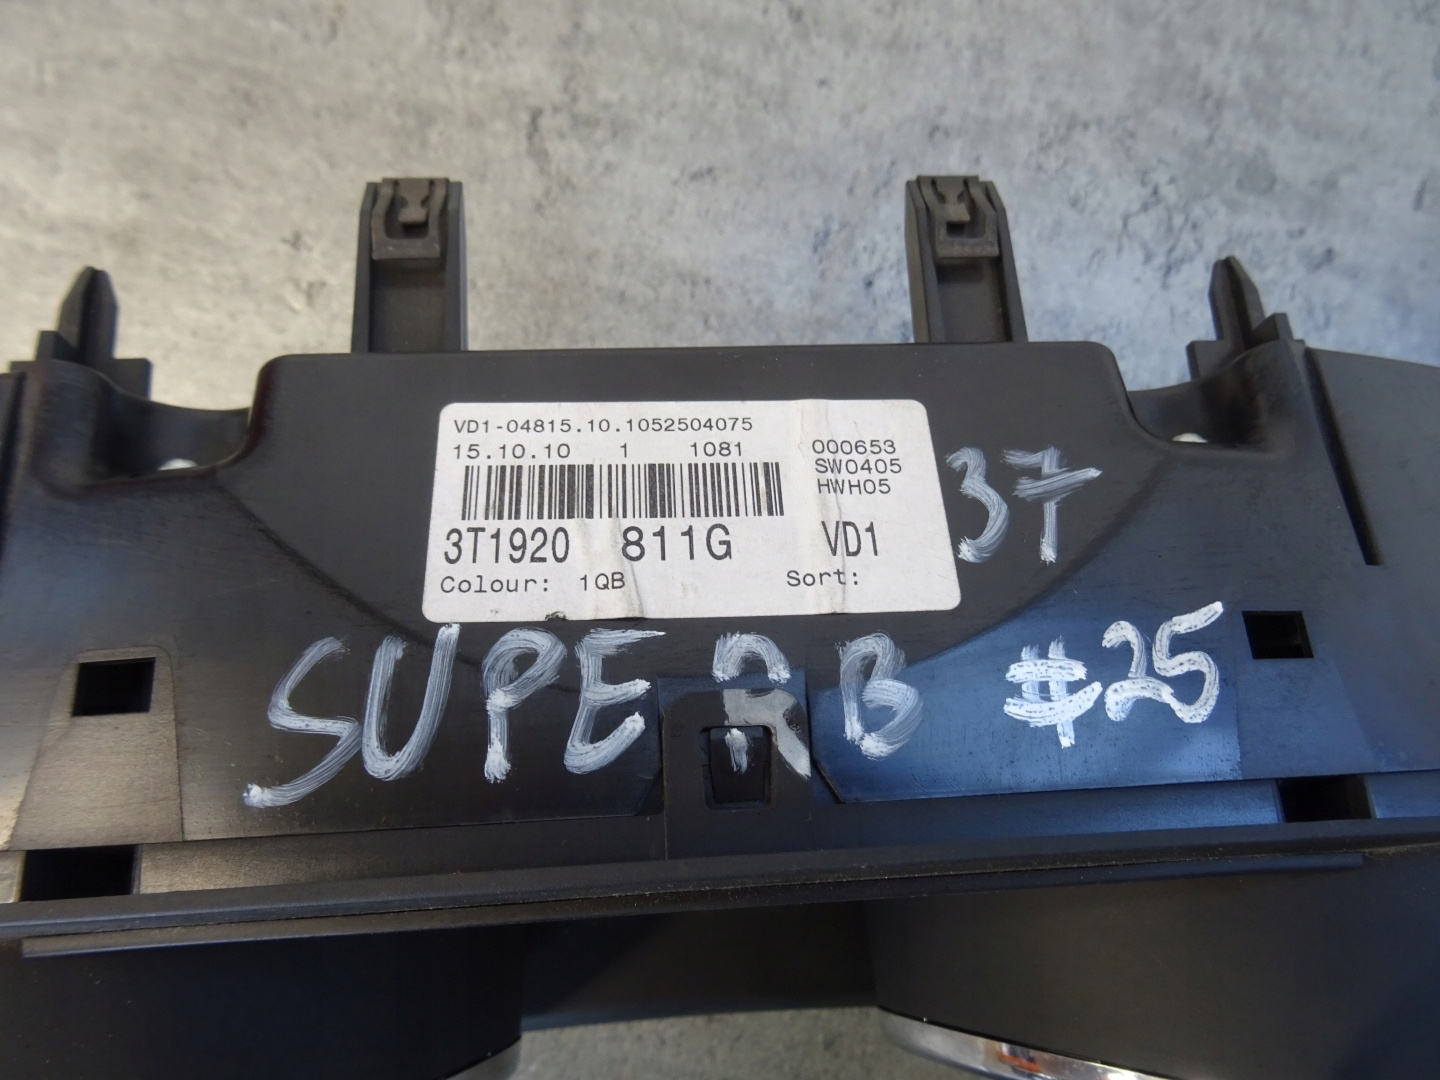 VD1-04815.10.1052504075
15.10.10 1 1081 000653
SW0405
HWH05
3T1920 811G VD1
Colour: 1QB Sort:
37
SUPERB #25